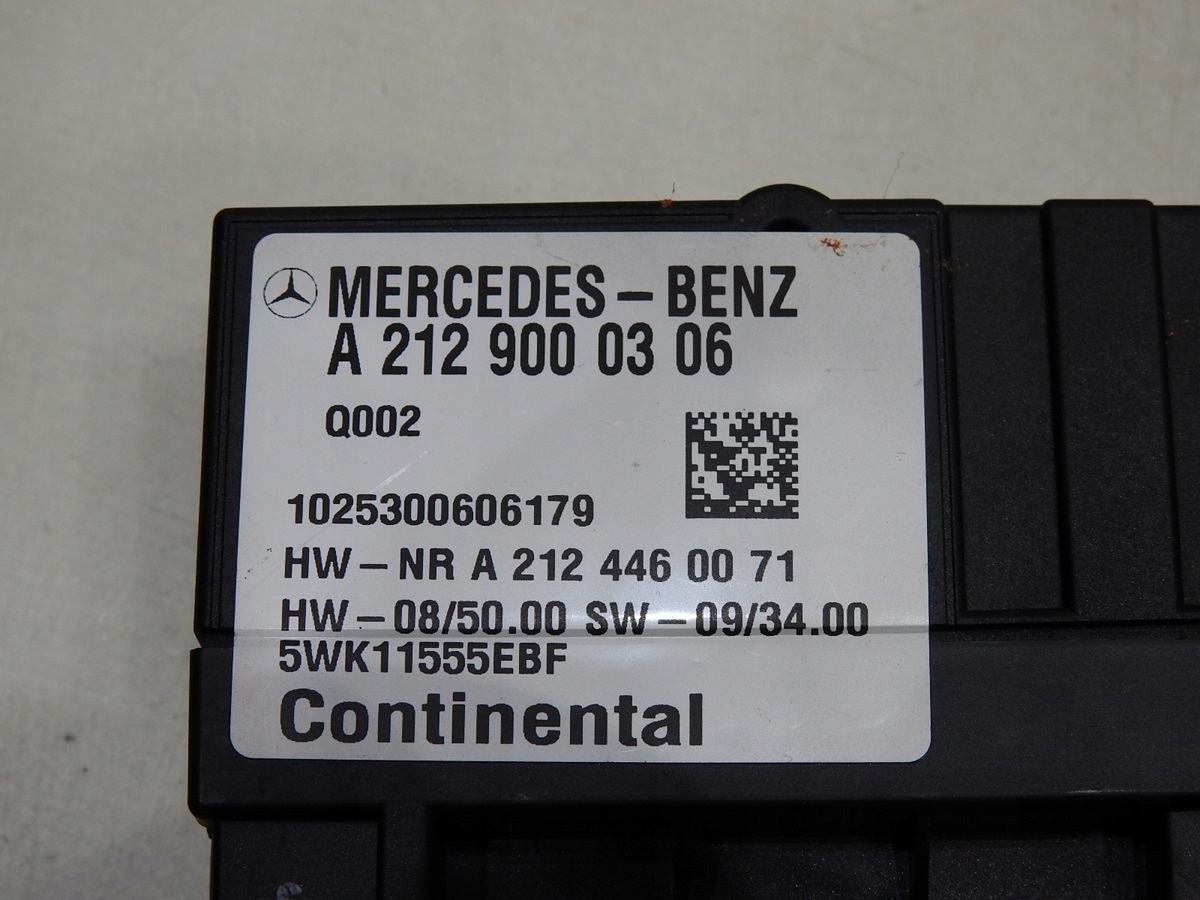 MERCEDES – BENZ
A 212 900 03 06
Q002
1025300606179
HW – NR A 212 446 00 71
HW – 08/50.00 SW – 09/34.00
5WK11555EBF
Continental